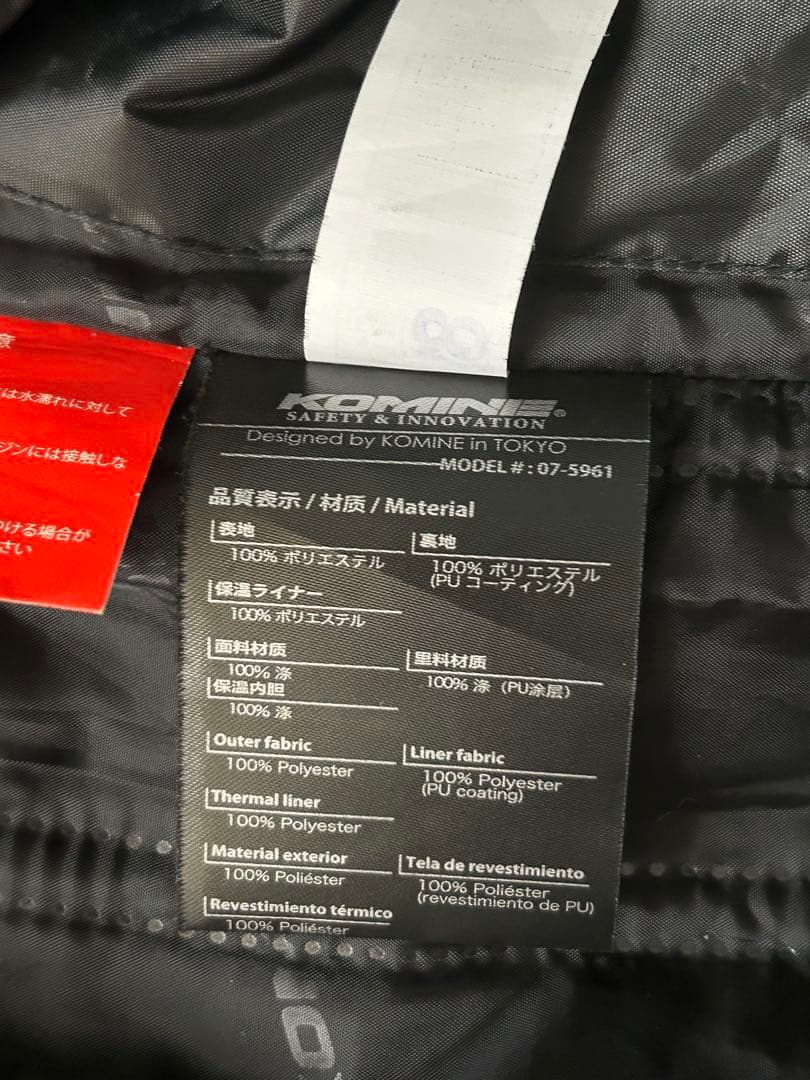 意
は水濡れに対して
ジンには接触しな
つける場合が
さい
KOMINE®
SAFETY & INNOVATION
Designed by KOMINE in TOKYO
MODEL # : 07-5961
品質表示 / 材质 / Material
表地
100% ポリエステル
裏地
100% ポリエステル
(PU コーティング)
保温ライナー
100% ポリエステル
面料材质
100% 涤
里料材质
100% 涤 (PU涂层)
保温内胆
100% 涤
Outer fabric
100% Polyester
Liner fabric
100% Polyester
(PU coating)
Thermal liner
100% Polyester
Material exterior
100% Poliéster
Tela de revestimiento
100% Poliéster
(revestimiento de PU)
Revestimiento térmico
100% Poliéster